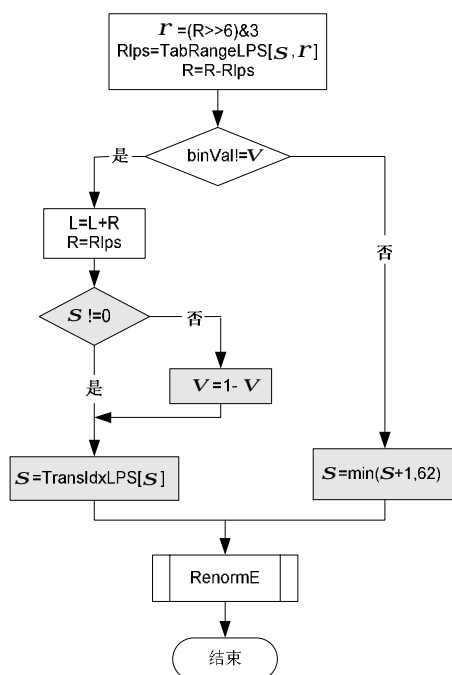 r=(R>>6)&3
Rlps=TabRangeLPS[s,r]
R=R-Rlps
binVal!=V
是
否
L=L+R
R=Rlps
s !=0
否
V=1- V
是
s=TransIdxLPS[s]
s=min(s+1,62)
RenormE
结束